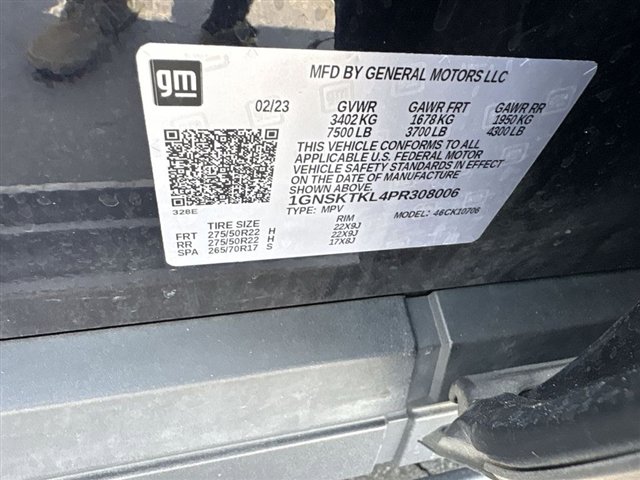 gm
MFD BY GENERAL MOTORS LLC
02/23 GVWR GAWR FRT GAWR RR
3402 KG 1678 KG 1950 KG
7500 LB 3700 LB 4300 LB
THIS VEHICLE CONFORMS TO ALL
APPLICABLE U.S. FEDERAL MOTOR
VEHICLE SAFETY STANDARDS IN EFFECT
ON THE DATE OF MANUFACTURE
SHOWN ABOVE.
1GNSKTKL4PR308006
328E TYPE: MPV MODEL: 46CK10706
TIRE SIZE RIM
FRT 275/50R22 H 22X9J
RR 275/50R22 H 22X9J
SPA 265/70R17 S 17X8J